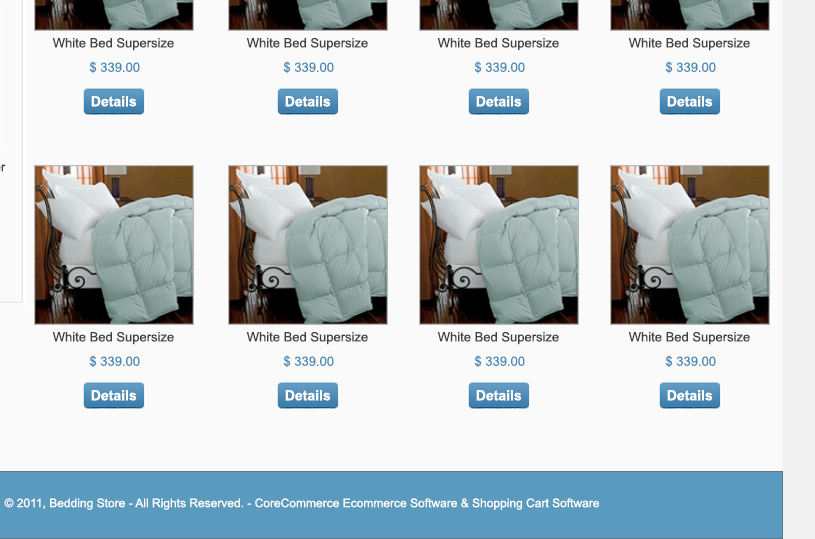 White Bed Supersize White Bed Supersize White Bed Supersize White Bed Supersize
$ 339.00 $ 339.00 $ 339.00 $ 339.00
Details Details Details Details
White Bed Supersize White Bed Supersize White Bed Supersize White Bed Supersize
$ 339.00 $ 339.00 $ 339.00 $ 339.00
Details Details Details Details
© 2011, Bedding Store - All Rights Reserved. - CoreCommerce Ecommerce Software & Shopping Cart Software